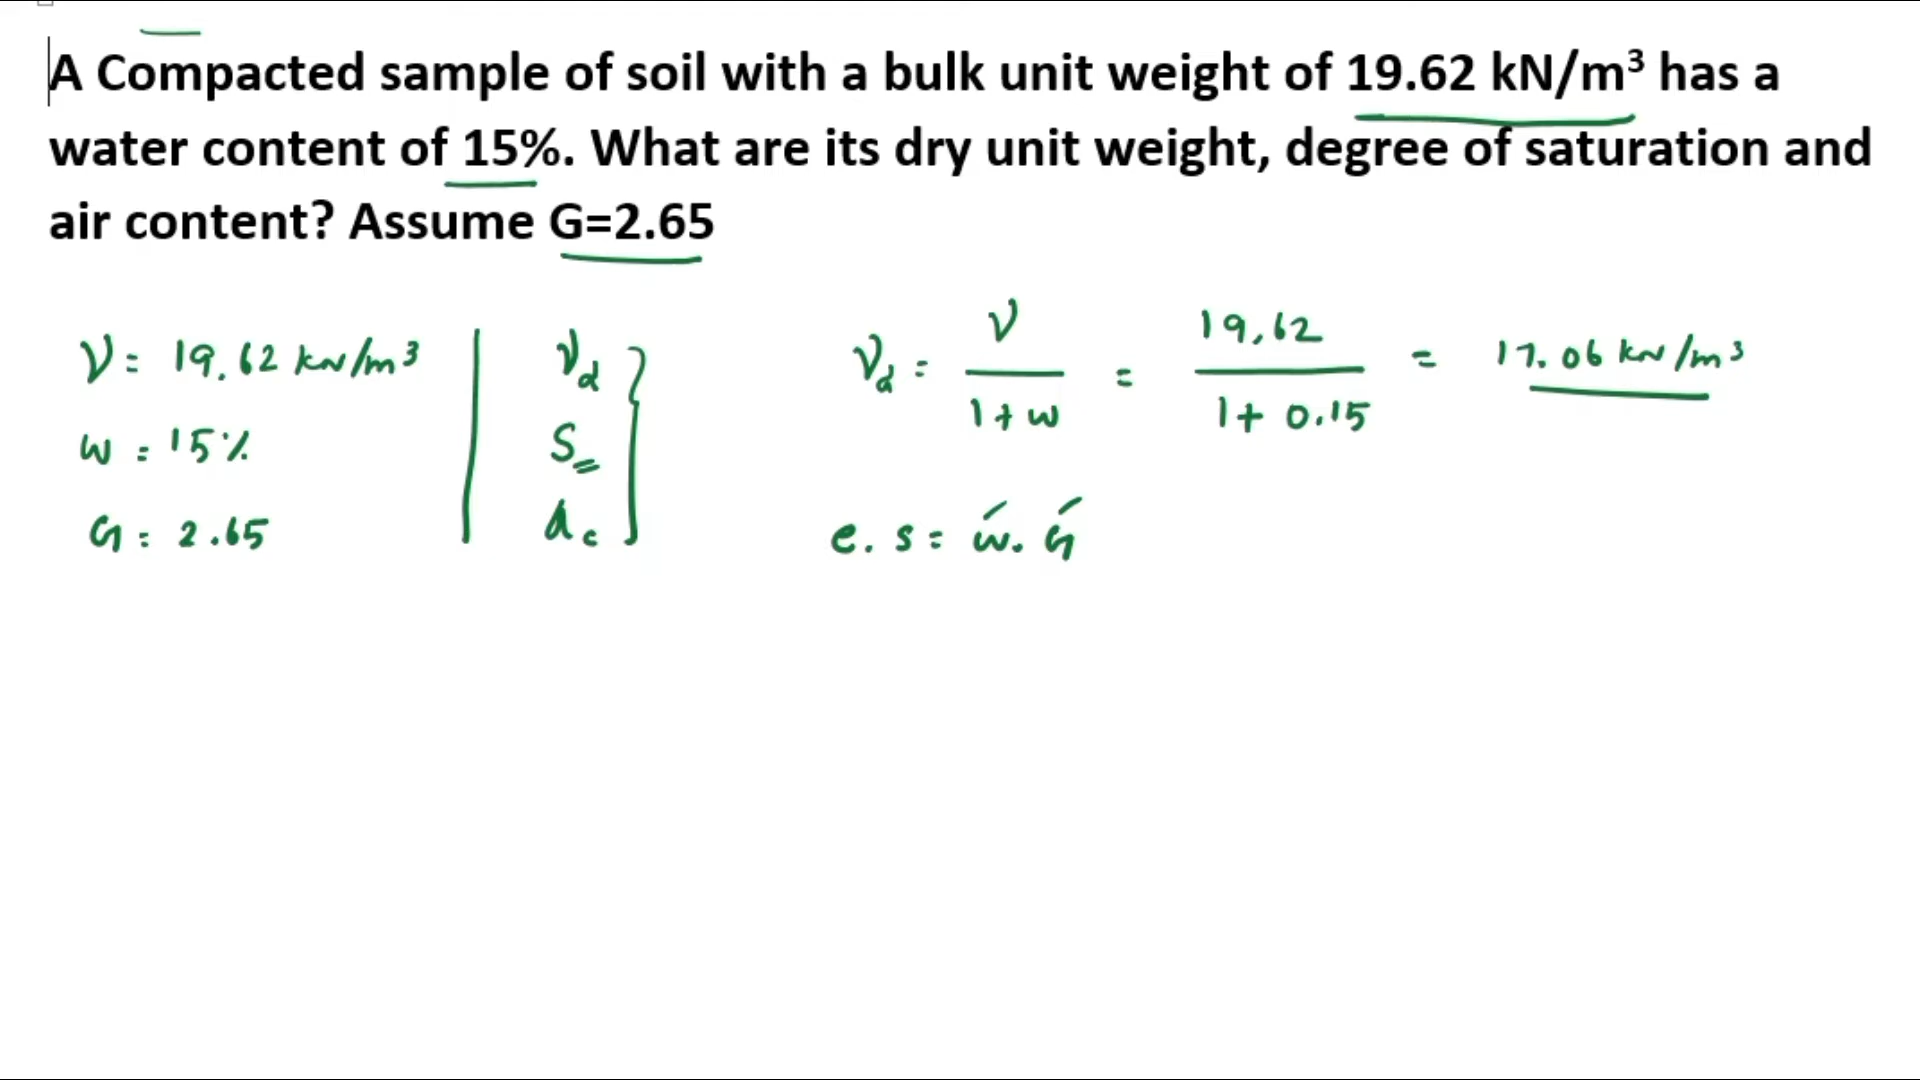 A Compacted sample of soil with a bulk unit weight of 19.62 kN/m³ has a
water content of 15%. What are its dry unit weight, degree of saturation and
air content? Assume G=2.65
γ = 19.62 kN/m³
w = 15%
G = 2.65
γd
S
ac
γd = γ / 1+w = 19.62 / 1+0.15 = 17.06 kN/m³
e.s = w.G